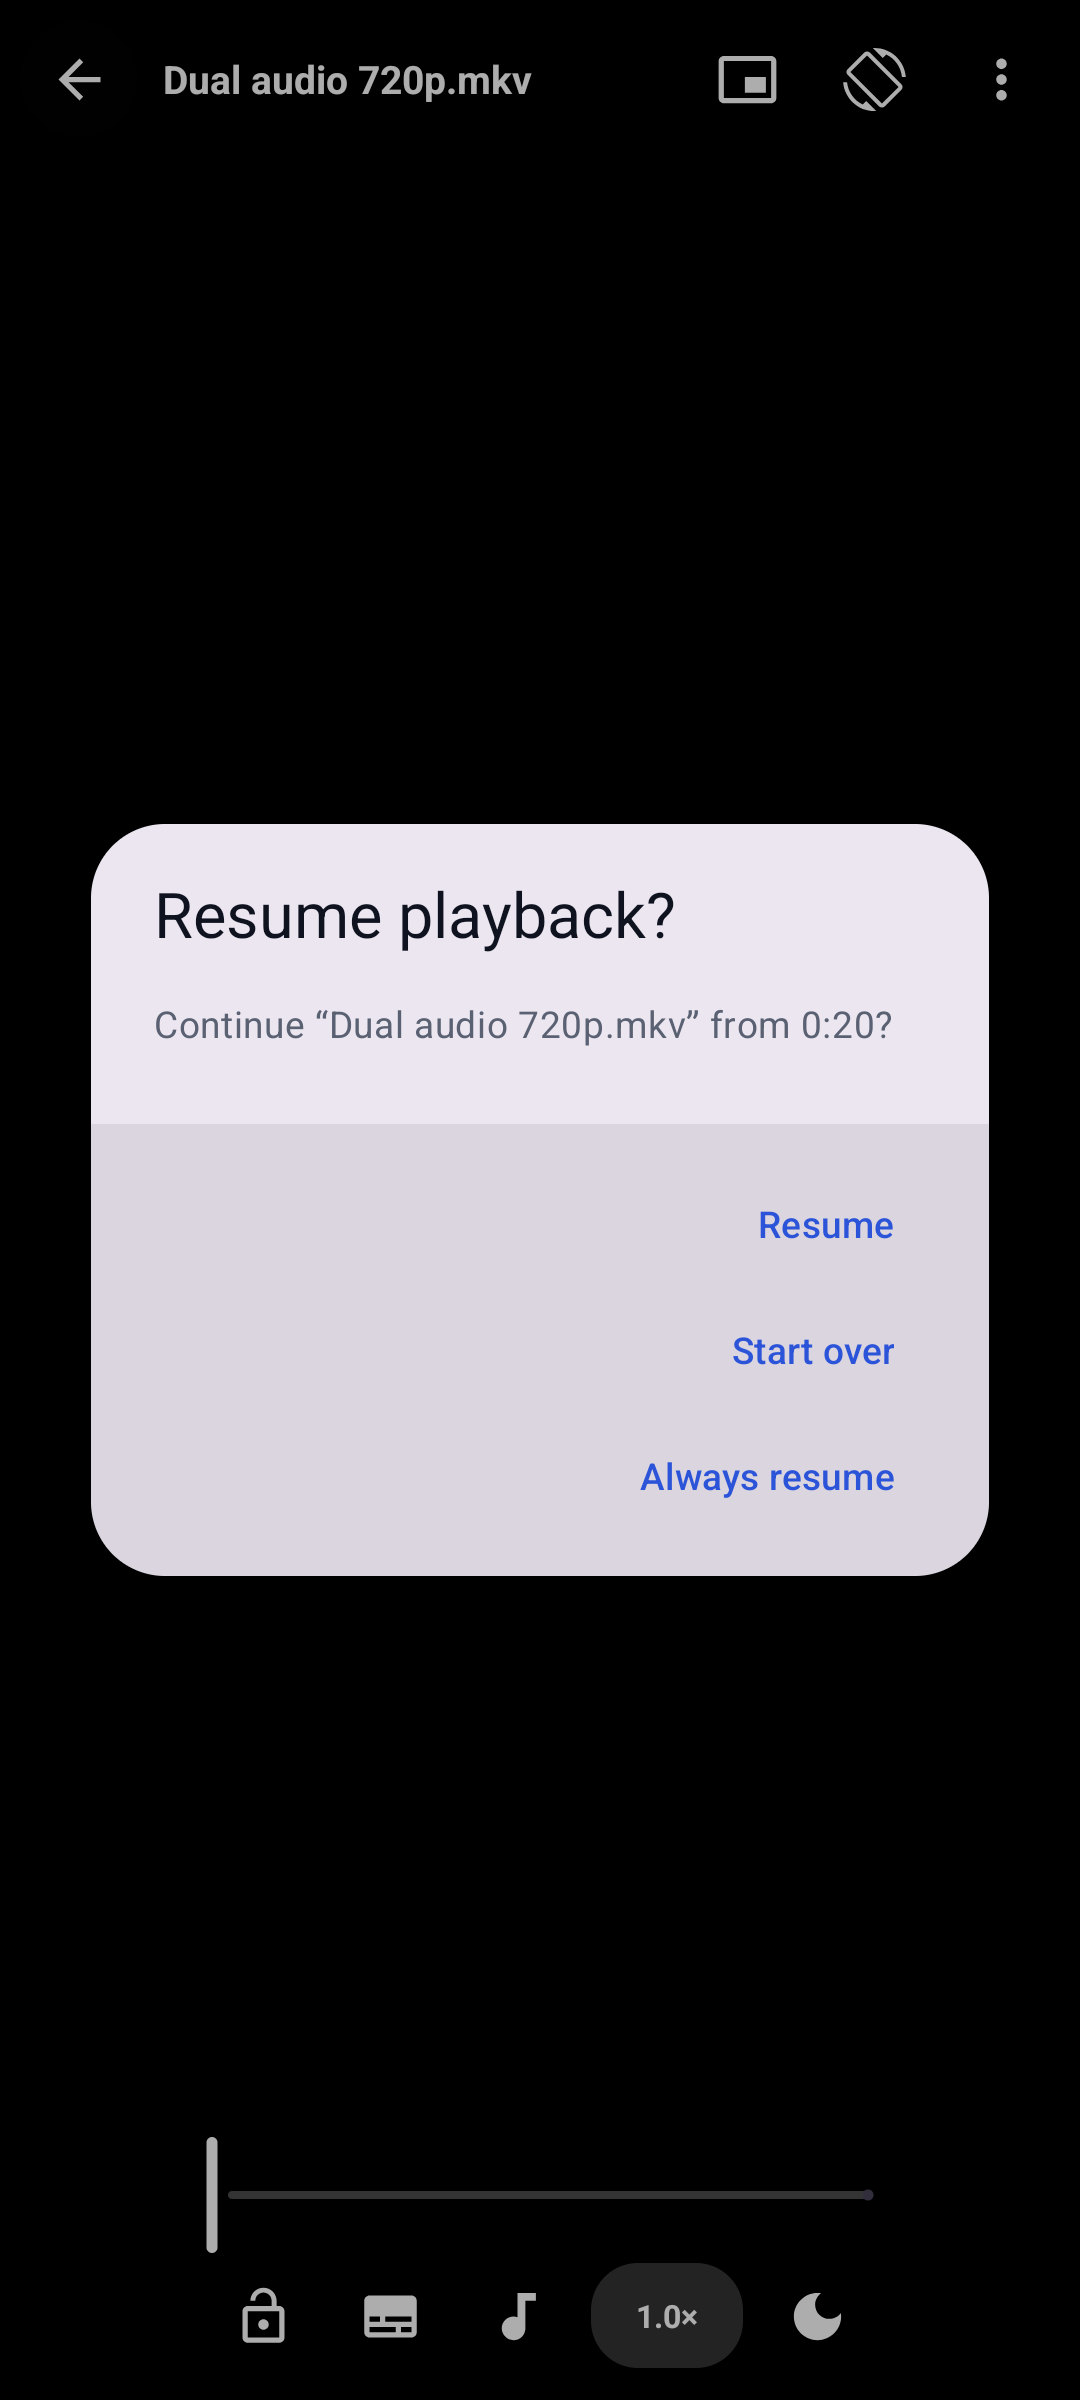 Dual audio 720p.mkv
Resume playback?
Continue “Dual audio 720p.mkv” from 0:20?
Resume
Start over
Always resume
1.0×